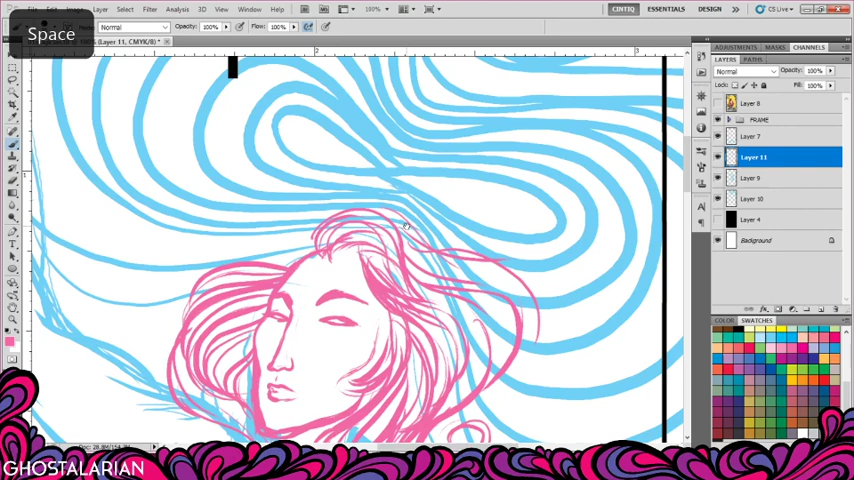 Space
File Edit Image Layer Select Filter Analysis 3D View Window Help
100%
CINTIQ ESSENTIALS DESIGN
CS Live
Mode: Normal Opacity: 100% Flow: 100%
(Layer 11, CMYK/8) *
2
3
1
ADJUSTMENTS MASKS CHANNELS
LAYERS PATHS
Normal Opacity: 100%
Lock: Fill: 100%
Layer 8
FRAME
Layer 7
Layer 11
Layer 9
Layer 10
Layer 4
Background
COLOR SWATCHES
GHOSTALARIAN